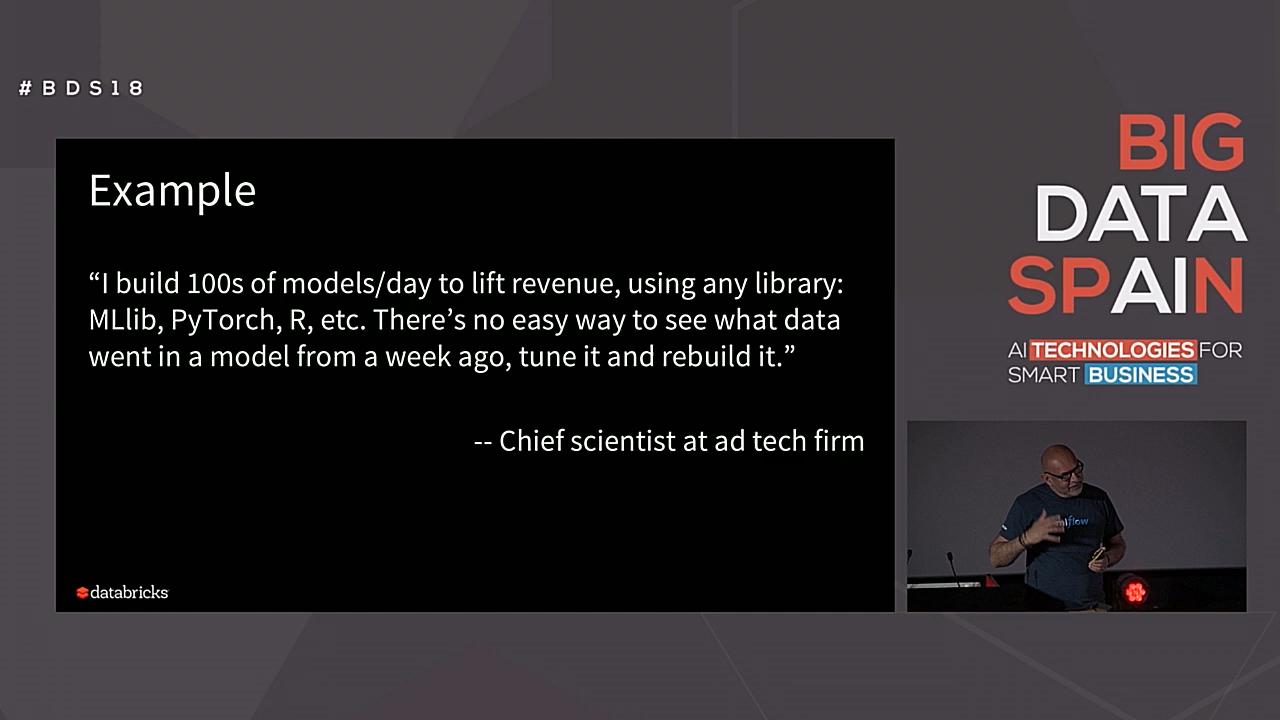 #BDS18
Example
“I build 100s of models/day to lift revenue, using any library:
MLlib, PyTorch, R, etc. There’s no easy way to see what data
went in a model from a week ago, tune it and rebuild it.”
-- Chief scientist at ad tech firm
databricks
BIG
DATA
SPAIN
AI TECHNOLOGIES FOR
SMART BUSINESS
mlflow